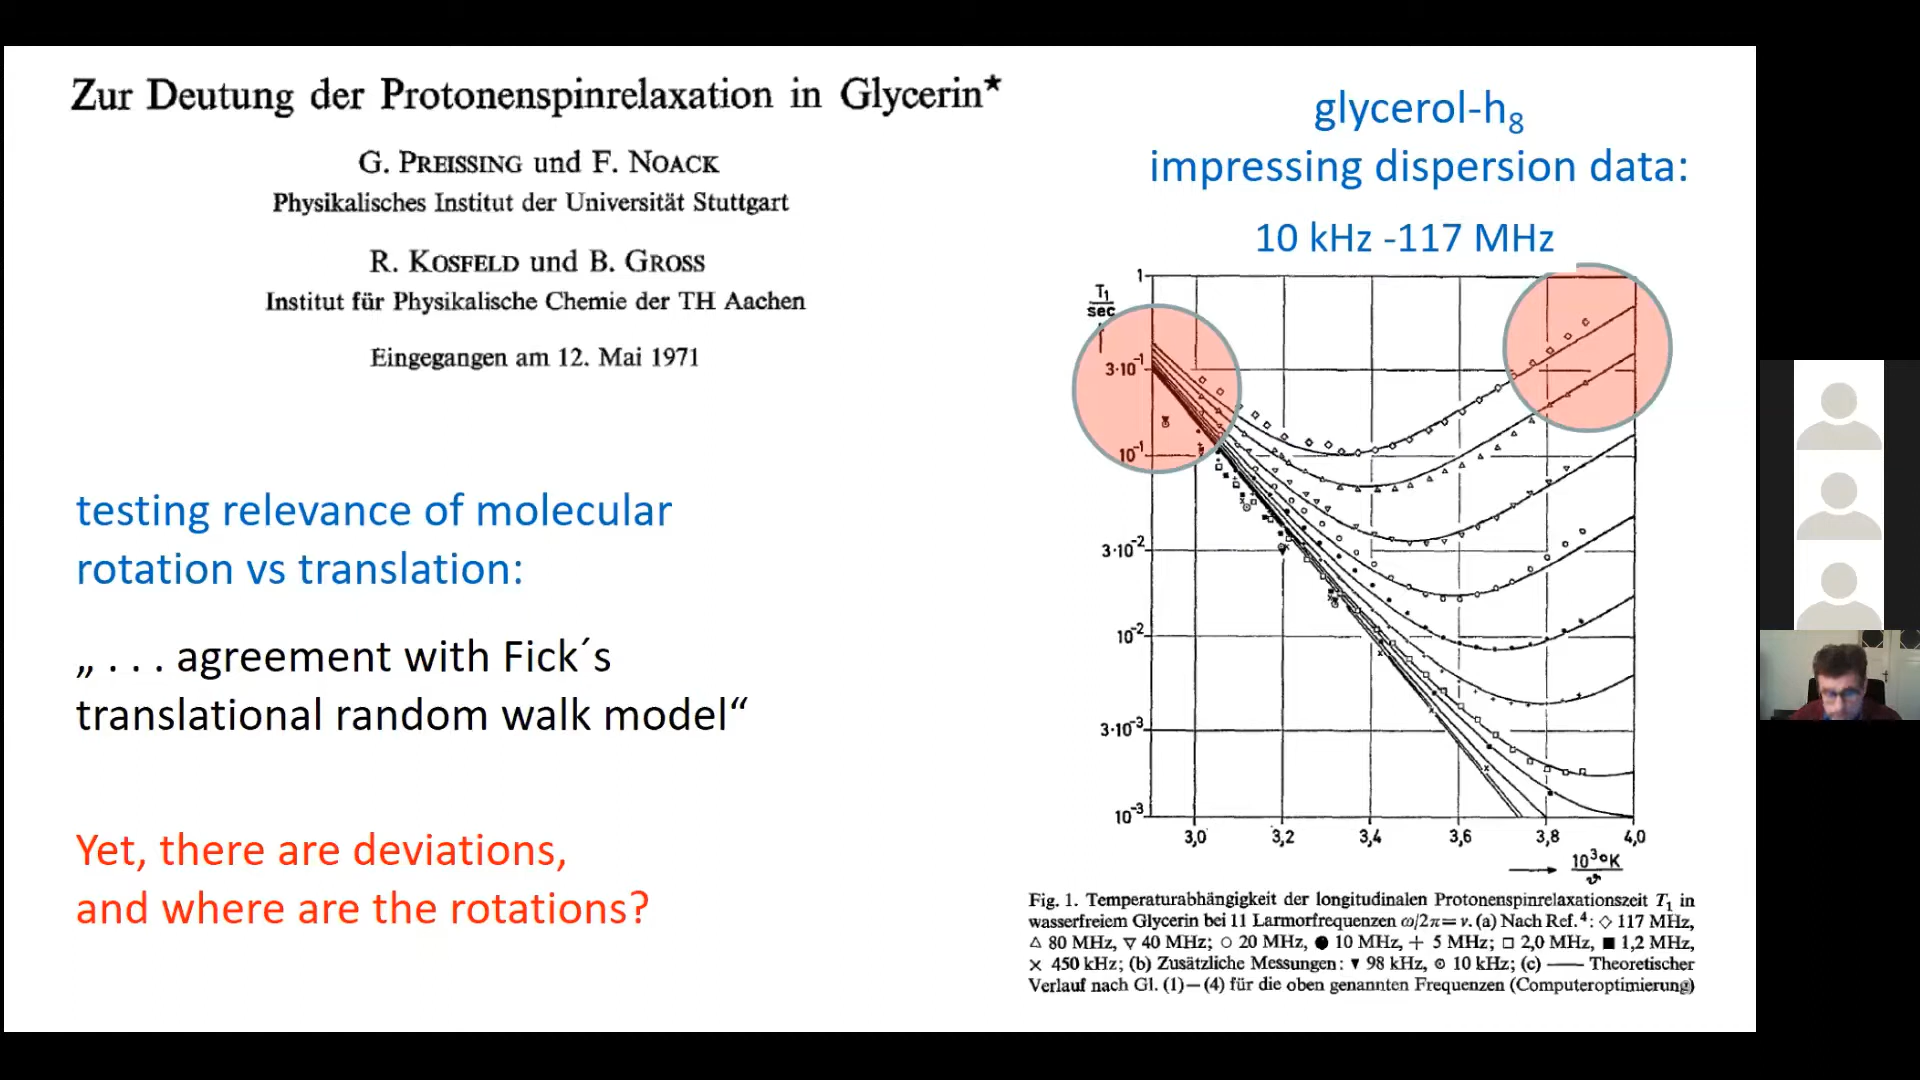 Zur Deutung der Protonenspinrelaxation in Glycerin*
G. PREISSING und F. NOACK
Physikalisches Institut der Universität Stuttgart
R. KOSFELD und B. GROSS
Institut für Physikalische Chemie der TH Aachen
Eingegangen am 12. Mai 1971
testing relevance of molecular
rotation vs translation:
„ . . . agreement with Fick´s
translational random walk model“
Yet, there are deviations,
and where are the rotations?
glycerol-h₈
impressing dispersion data:
10 kHz -117 MHz
1
T₁
sec
3·10⁻¹
10⁻¹
3·10⁻²
10⁻²
3·10⁻³
10⁻³
3,0 3,2 3,4 3,6 3,8 4,0
10³°K
ϑ
Fig. 1. Temperaturabhängigkeit der longitudinalen Protonenspinrelaxationszeit T₁ in
wasserfreiem Glycerin bei 11 Larmorfrequenzen ω/2π=ν. (a) Nach Ref.⁴: ◇ 117 MHz,
△ 80 MHz, ▽ 40 MHz; ○ 20 MHz, ● 10 MHz, + 5 MHz; □ 2,0 MHz, ■ 1,2 MHz,
× 450 kHz; (b) Zusätzliche Messungen: ▼ 98 kHz, ⊙ 10 kHz; (c) —— Theoretischer
Verlauf nach Gl. (1)—(4) für die oben genannten Frequenzen (Computeroptimierung)